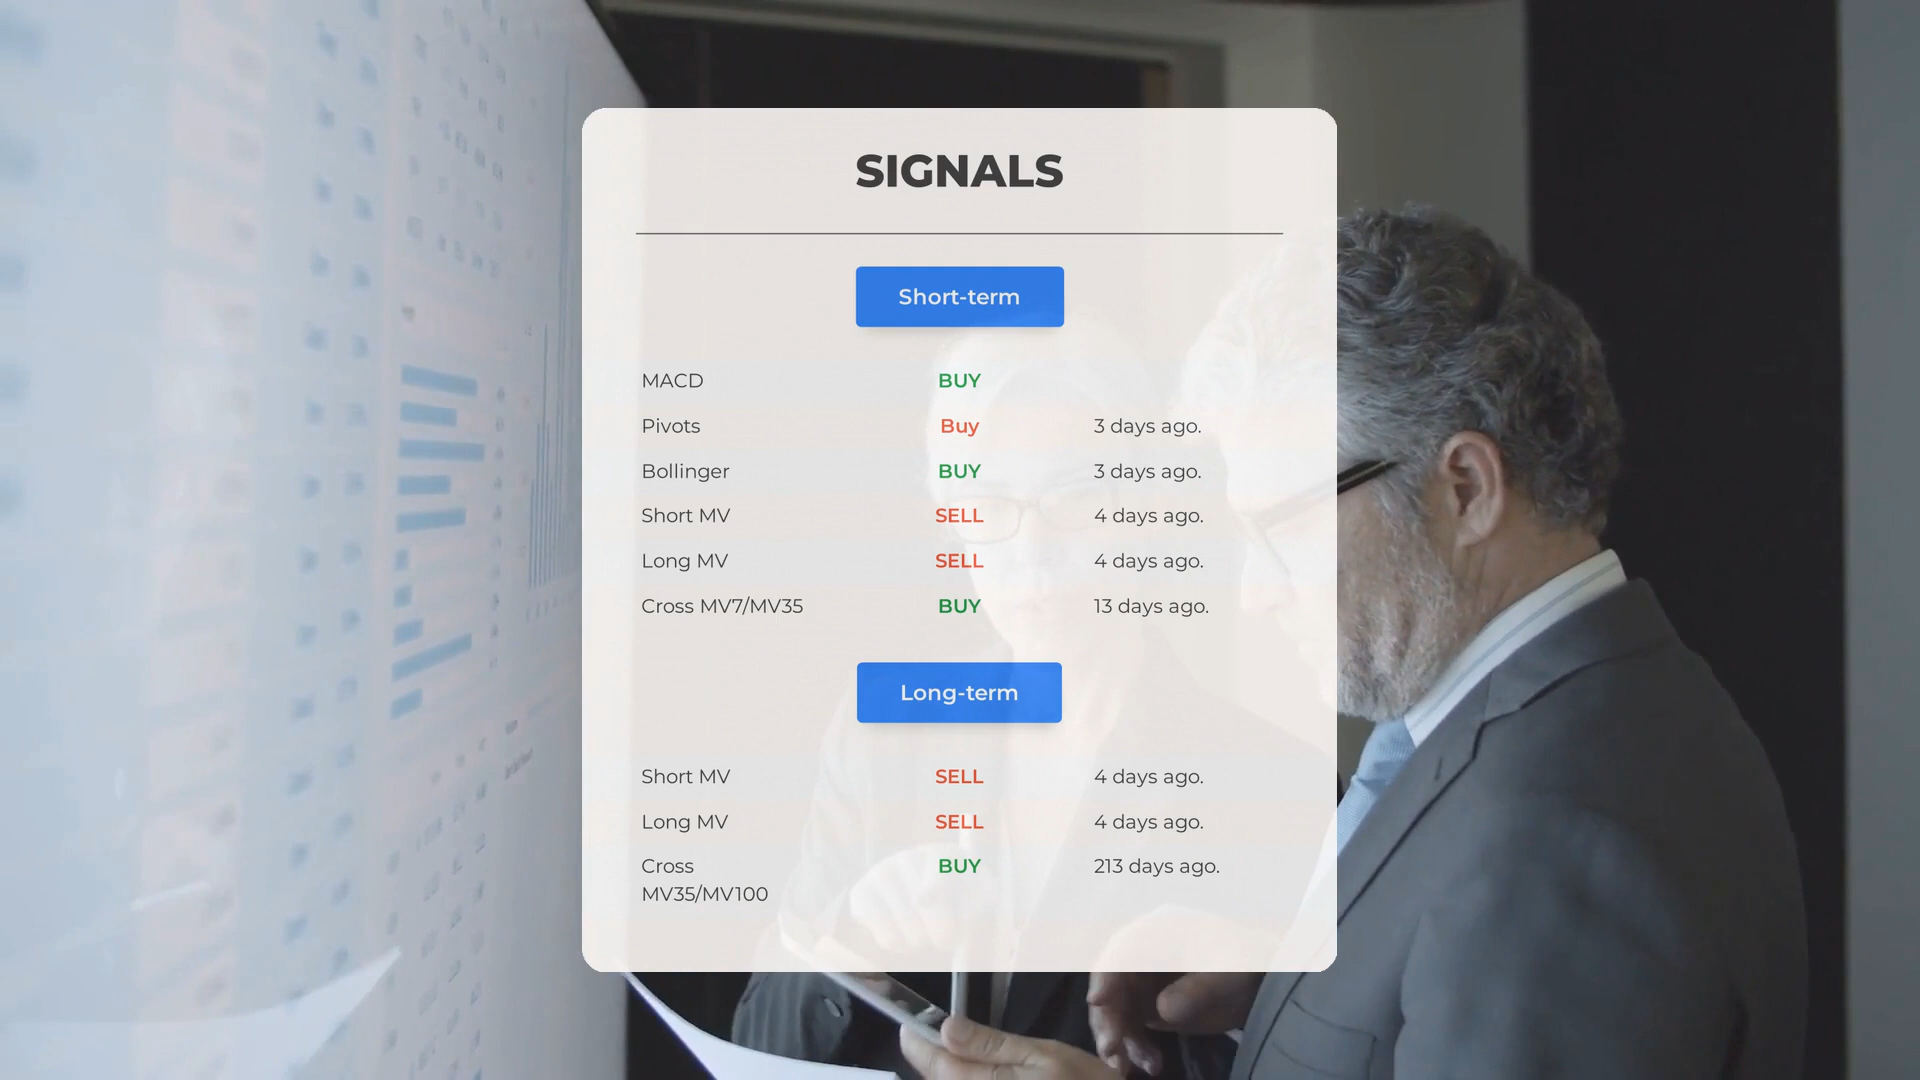 SIGNALS
Short-term
MACD BUY
Pivots Buy 3 days ago.
Bollinger BUY 3 days ago.
Short MV SELL 4 days ago.
Long MV SELL 4 days ago.
Cross MV7/MV35 BUY 13 days ago.
Long-term
Short MV SELL 4 days ago.
Long MV SELL 4 days ago.
Cross BUY 213 days ago.
MV35/MV100